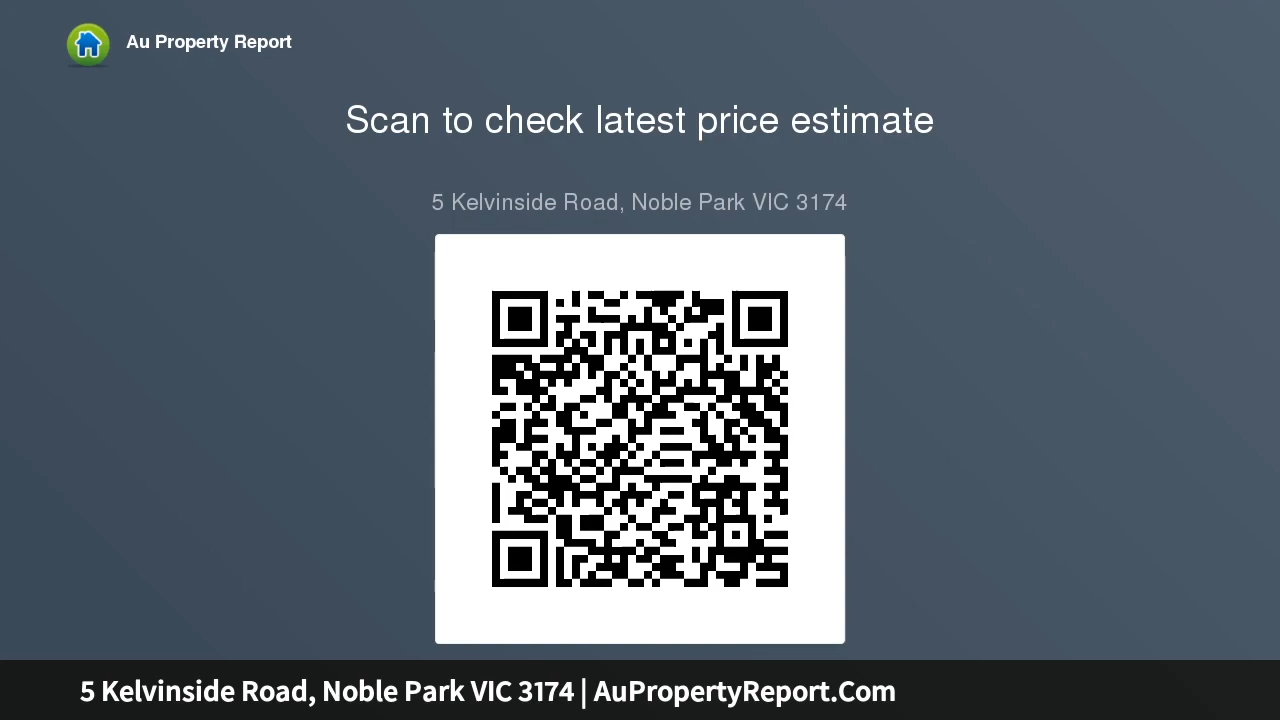 Au Property Report
Scan to check latest price estimate
5 Kelvinside Road, Noble Park VIC 3174
5 Kelvinside Road, Noble Park VIC 3174 | AuPropertyReport.Com